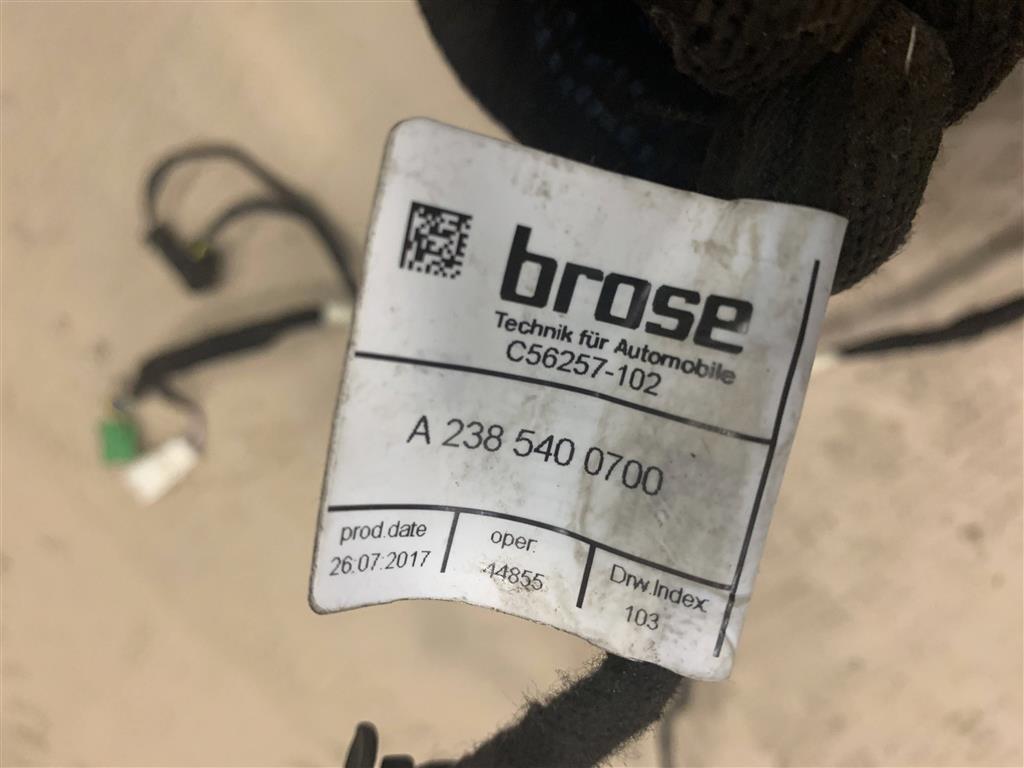 brose
Technik für Automobile
C56257-102
A 238 540 0700
prod.date
26.07.2017
oper.
44855
Drw.Index
103